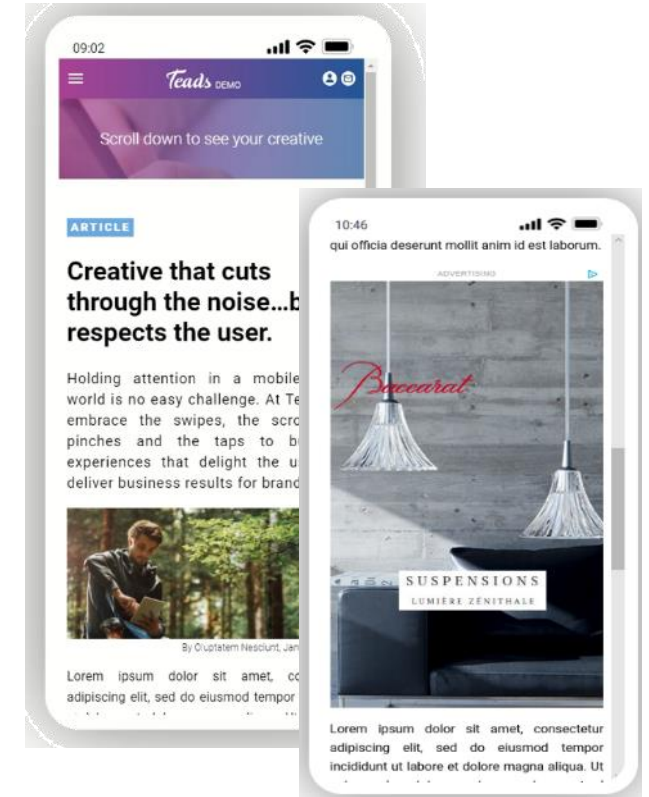 09:02
Teads DEMO
Scroll down to see your creative
ARTICLE
Creative that cuts
through the noise...b
respects the user.
Holding attention in a mobile
world is no easy challenge. At Te
embrace the swipes, the scro
pinches and the taps to b
experiences that delight the u
deliver business results for brand
By Oluptatem Nesciunt, Jan
Lorem ipsum dolor sit amet, co
adipiscing elit, sed do eiusmod tempor
10:46
qui officia deserunt mollit anim id est laborum.
ADVERTISING
Baccarat
SUSPENSIONS
LUMIÈRE ZÉNITHALE
Lorem ipsum dolor sit amet, consectetur
adipiscing elit, sed do eiusmod tempor
incididunt ut labore et dolore magna aliqua. Ut